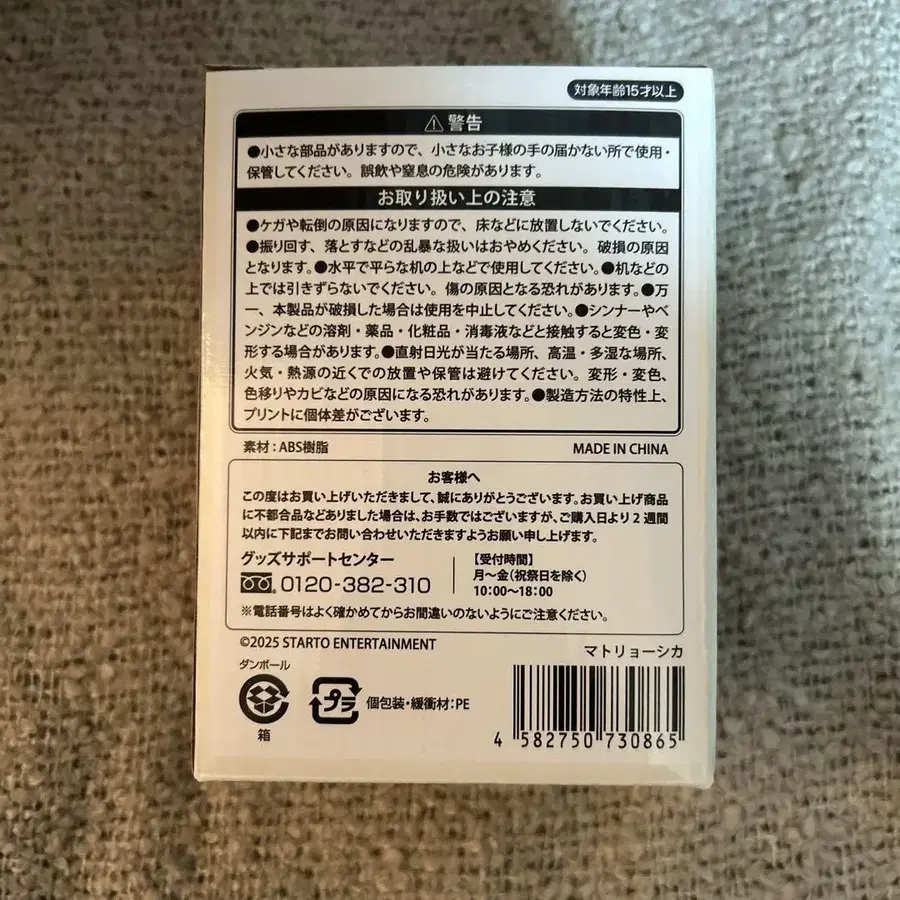 対象年齢15才以上
⚠警告
●小さな部品がありますので、小さなお子様の手の届かない所で使用・
保管してください。誤飲や窒息の危険があります。
お取り扱い上の注意
●ケガや転倒の原因になりますので、床などに放置しないでください。
●振り回す、落とすなどの乱暴な扱いはおやめください。破損の原因
となります。●水平で平らな机の上などで使用してください。●机などの
上では引きずらないでください。傷の原因となる恐れがあります。●万
一、本製品が破損した場合は使用を中止してください。●シンナーやベ
ンジンなどの溶剤・薬品・化粧品・消毒液などと接触すると変色・変
形する場合があります。●直射日光が当たる場所、高温・多湿な場所、
火気・熱源の近くでの放置や保管は避けてください。変形・変色、
色移りやカビなどの原因になる恐れがあります。●製造方法の特性上、
プリントに個体差がございます。
素材：ABS樹脂
MADE IN CHINA
お客様へ
この度はお買い上げいただきまして、誠にありがとうございます。お買い上げ商品
に不都合品などありました場合は、お手数ではございますが、ご購入日より2週間
以内に下記までお問い合わせいただきますようお願い申し上げます。
グッズサポートセンター
0120-382-310
【受付時間】
月〜金(祝祭日を除く)
10:00〜18:00
※電話番号はよく確かめてからお間違いのないようにご注意ください。
©2025 STARTO ENTERTAINMENT
マトリョーシカ
ダンボール
箱
プラ
個包装・緩衝材：PE
4 582750 730865